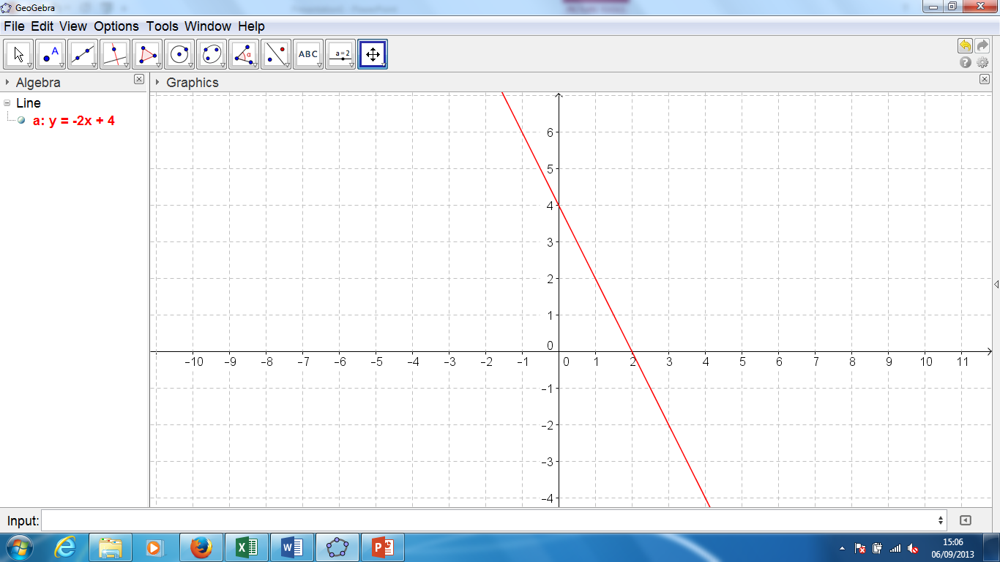 GeoGebra
File Edit View Options Tools Window Help
A
α
ABC
a=2
Algebra
Graphics
Line
a: y = -2x + 4
6
5
4
3
2
1
0
−10 −9 −8 −7 −6 −5 −4 −3 −2 −1 0 1 2 3 4 5 6 7 8 9 10 11
−1
−2
−3
−4
Input:
15:06
06/09/2013